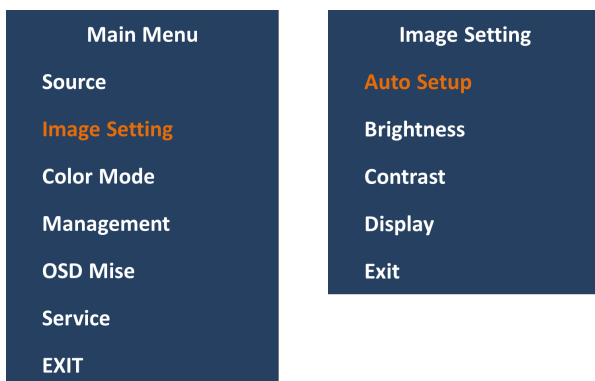 Main Menu
Source
Image Setting
Color Mode
Management
OSD Mise
Service
EXIT
Image Setting
Auto Setup
Brightness
Contrast
Display
Exit